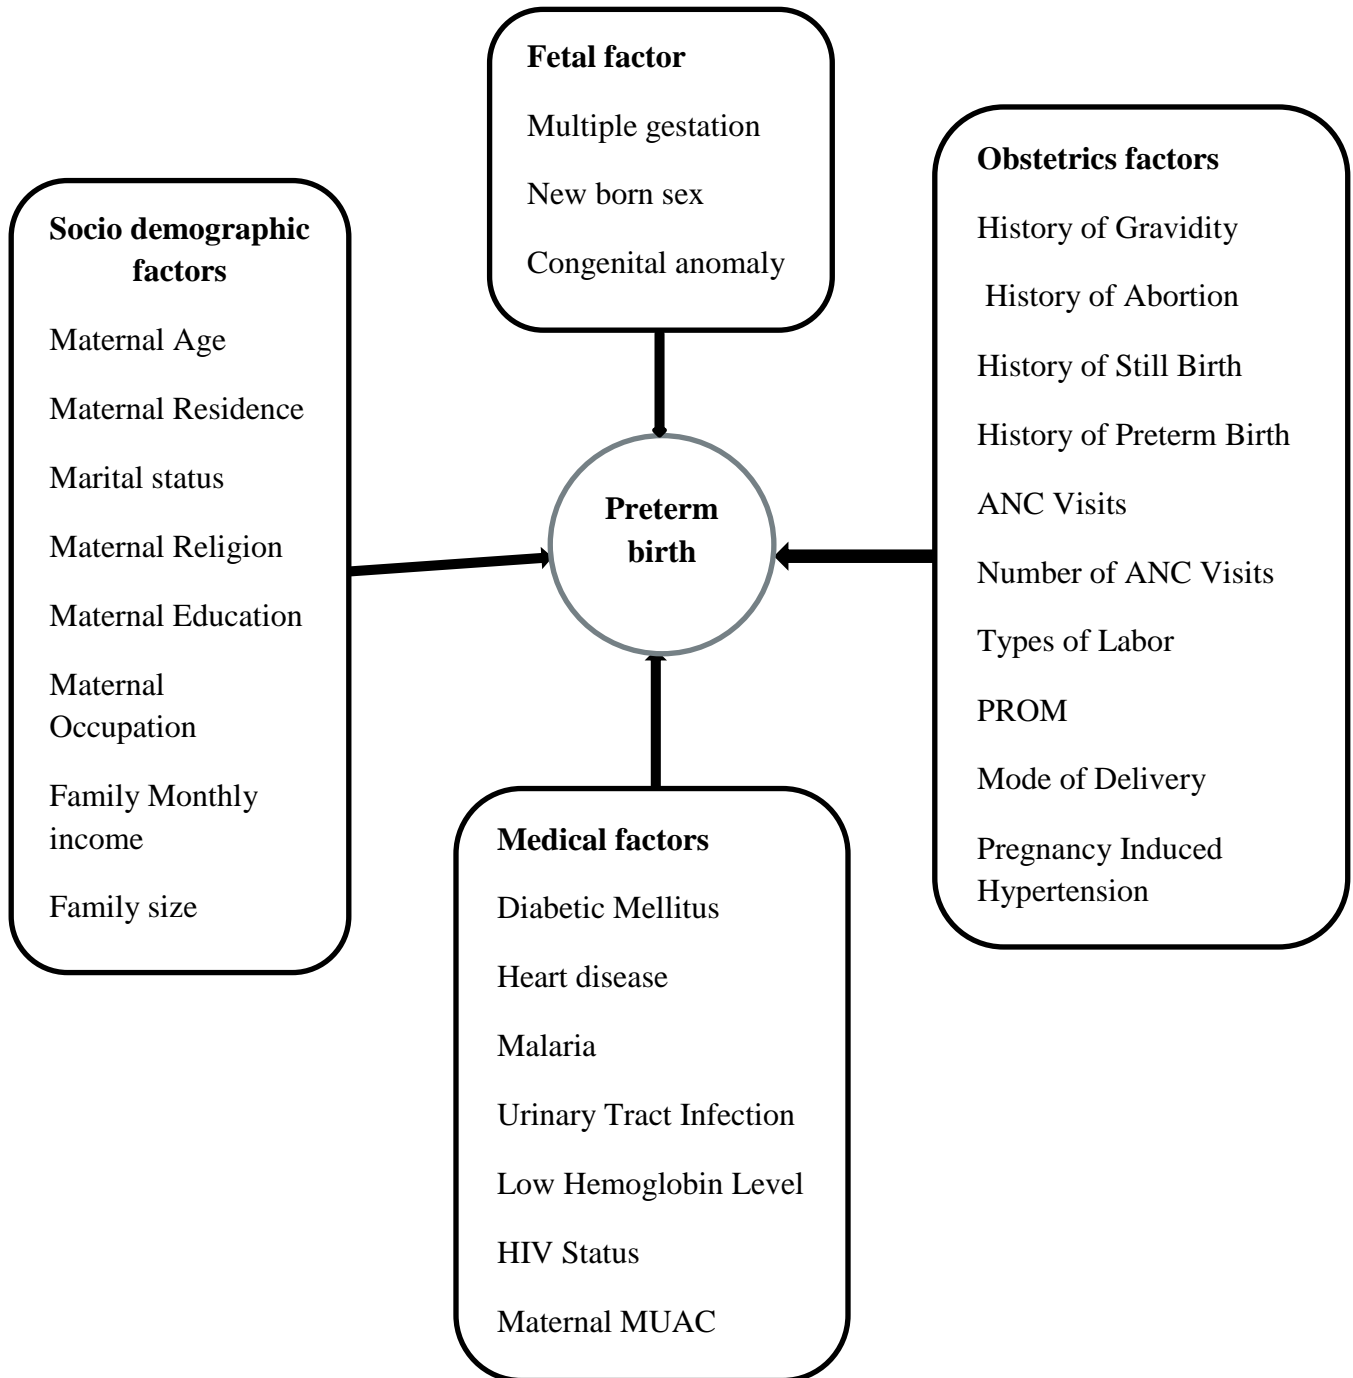 Fetal factor
Multiple gestation
New born sex
Congenital anomaly
Socio demographic
factors
Maternal Age
Maternal Residence
Marital status
Maternal Religion
Maternal Education
Maternal
Occupation
Family Monthly
income
Family size
Preterm
birth
Obstetrics factors
History of Gravidity
History of Abortion
History of Still Birth
History of Preterm Birth
ANC Visits
Number of ANC Visits
Types of Labor
PROM
Mode of Delivery
Pregnancy Induced
Hypertension
Medical factors
Diabetic Mellitus
Heart disease
Malaria
Urinary Tract Infection
Low Hemoglobin Level
HIV Status
Maternal MUAC